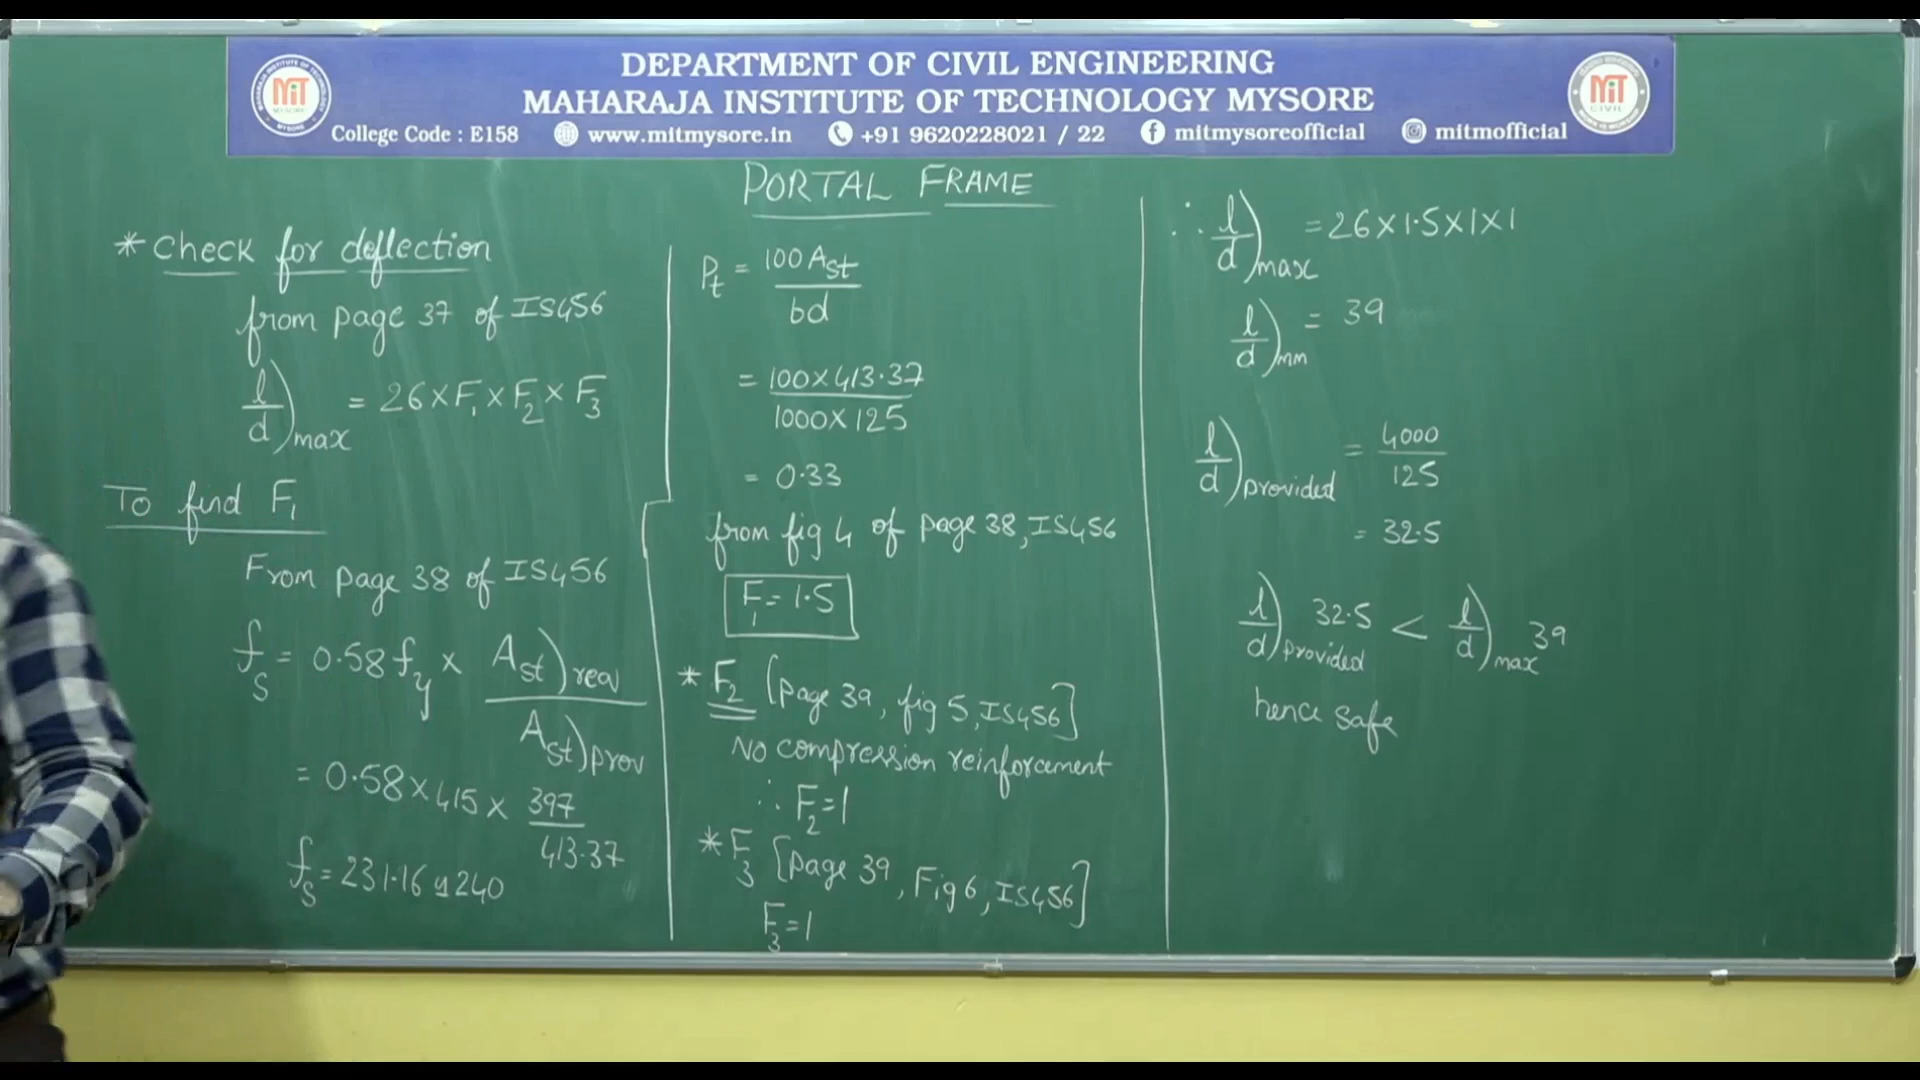 DEPARTMENT OF CIVIL ENGINEERING
MAHARAJA INSTITUTE OF TECHNOLOGY MYSORE
College Code : E158 www.mitmysore.in +91 9620228021 / 22 mitmysoreofficial mitmofficial
MiT
MYSORE
MiT
CIVIL
PORTAL FRAME
* Check for deflection
from page 37 of IS456
l/d)max = 26 × F1 × F2 × F3
To find F1
From page 38 of IS456
fs = 0.58 fy × Ast)req / Ast)prov
= 0.58 × 415 × 397 / 413.37
fs = 231.16 ≃ 240
Pt = 100 Ast / bd
= 100 × 413.37 / 1000 × 125
= 0.33
from fig 4 of page 38, IS456
F1 = 1.5
* F2 [page 39, fig 5, IS456]
No compression reinforcement
∴ F2 = 1
* F3 [page 39, Fig 6, IS456]
F3 = 1
∴ l/d)max = 26 × 1.5 × 1 × 1
l/d)mm = 39
l/d)provided = 4000 / 125
= 32.5
l/d)provided 32.5 < l/d)max 39
hence safe